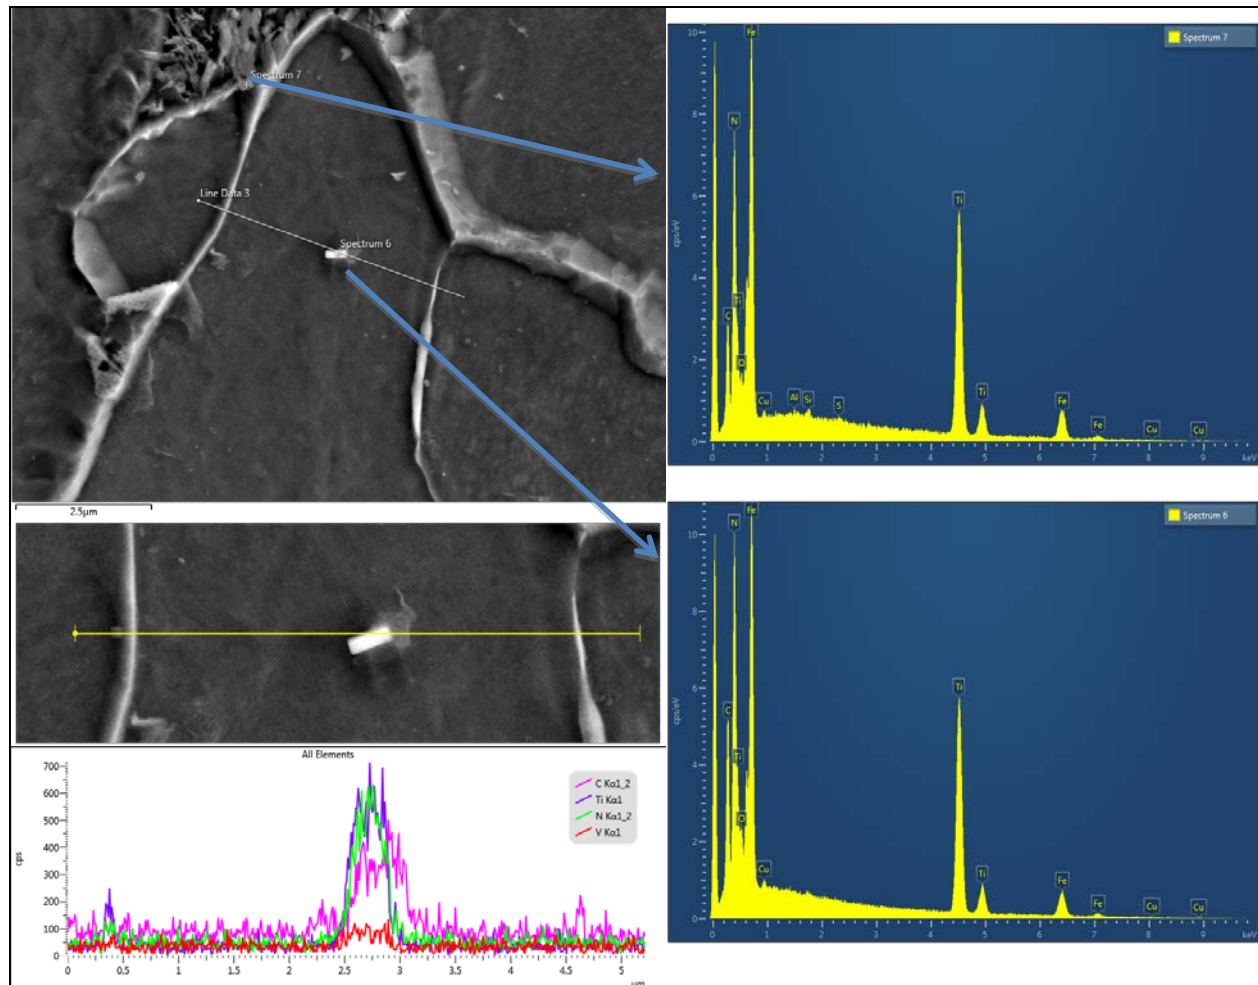 Spectrum 7
Line Data 3
Spectrum 6
2.5µm
All Elements
700
600
500
400
300
200
100
0
cps
C Kα1_2
Ti Kα1
N Kα1_2
V Kα1
0 0.5 1 1.5 2 2.5 3 3.5 4 4.5 5
µm
Spectrum 7
10
8
6
4
2
0
cps/eV
Fe
N
Ti
C
Ti
O
Cu
Al
Si
S
Ti
Fe
Fe
Cu
Cu
0 1 2 3 4 5 6 7 8 9 keV
Spectrum 6
10
8
6
4
2
0
cps/eV
Fe
N
Ti
C
Ti
O
Cu
Ti
Fe
Fe
Cu
Cu
0 1 2 3 4 5 6 7 8 9 keV